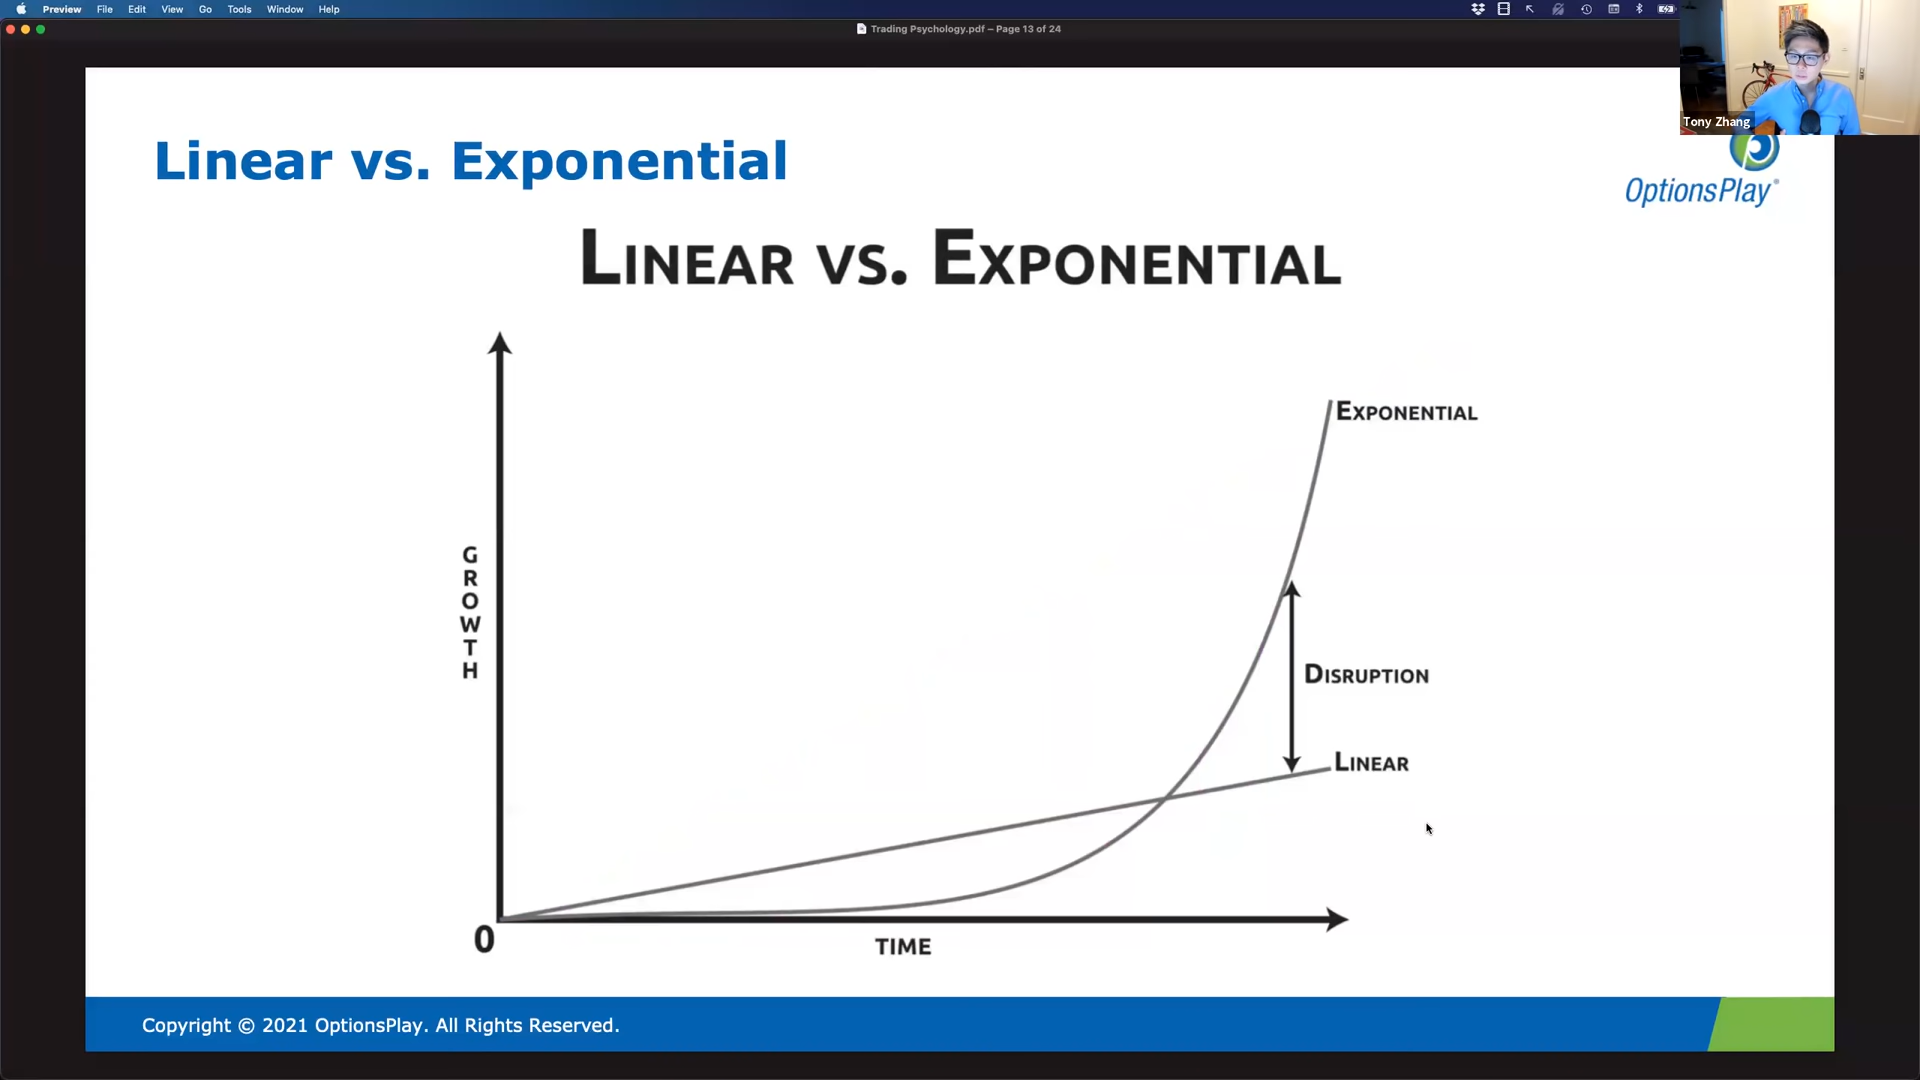 Preview File Edit View Go Tools Window Help
Trading Psychology.pdf – Page 13 of 24
Tony Zhang
Linear vs. Exponential
OptionsPlay®
LINEAR VS. EXPONENTIAL
EXPONENTIAL
GROWTH
DISRUPTION
LINEAR
0
TIME
Copyright © 2021 OptionsPlay. All Rights Reserved.